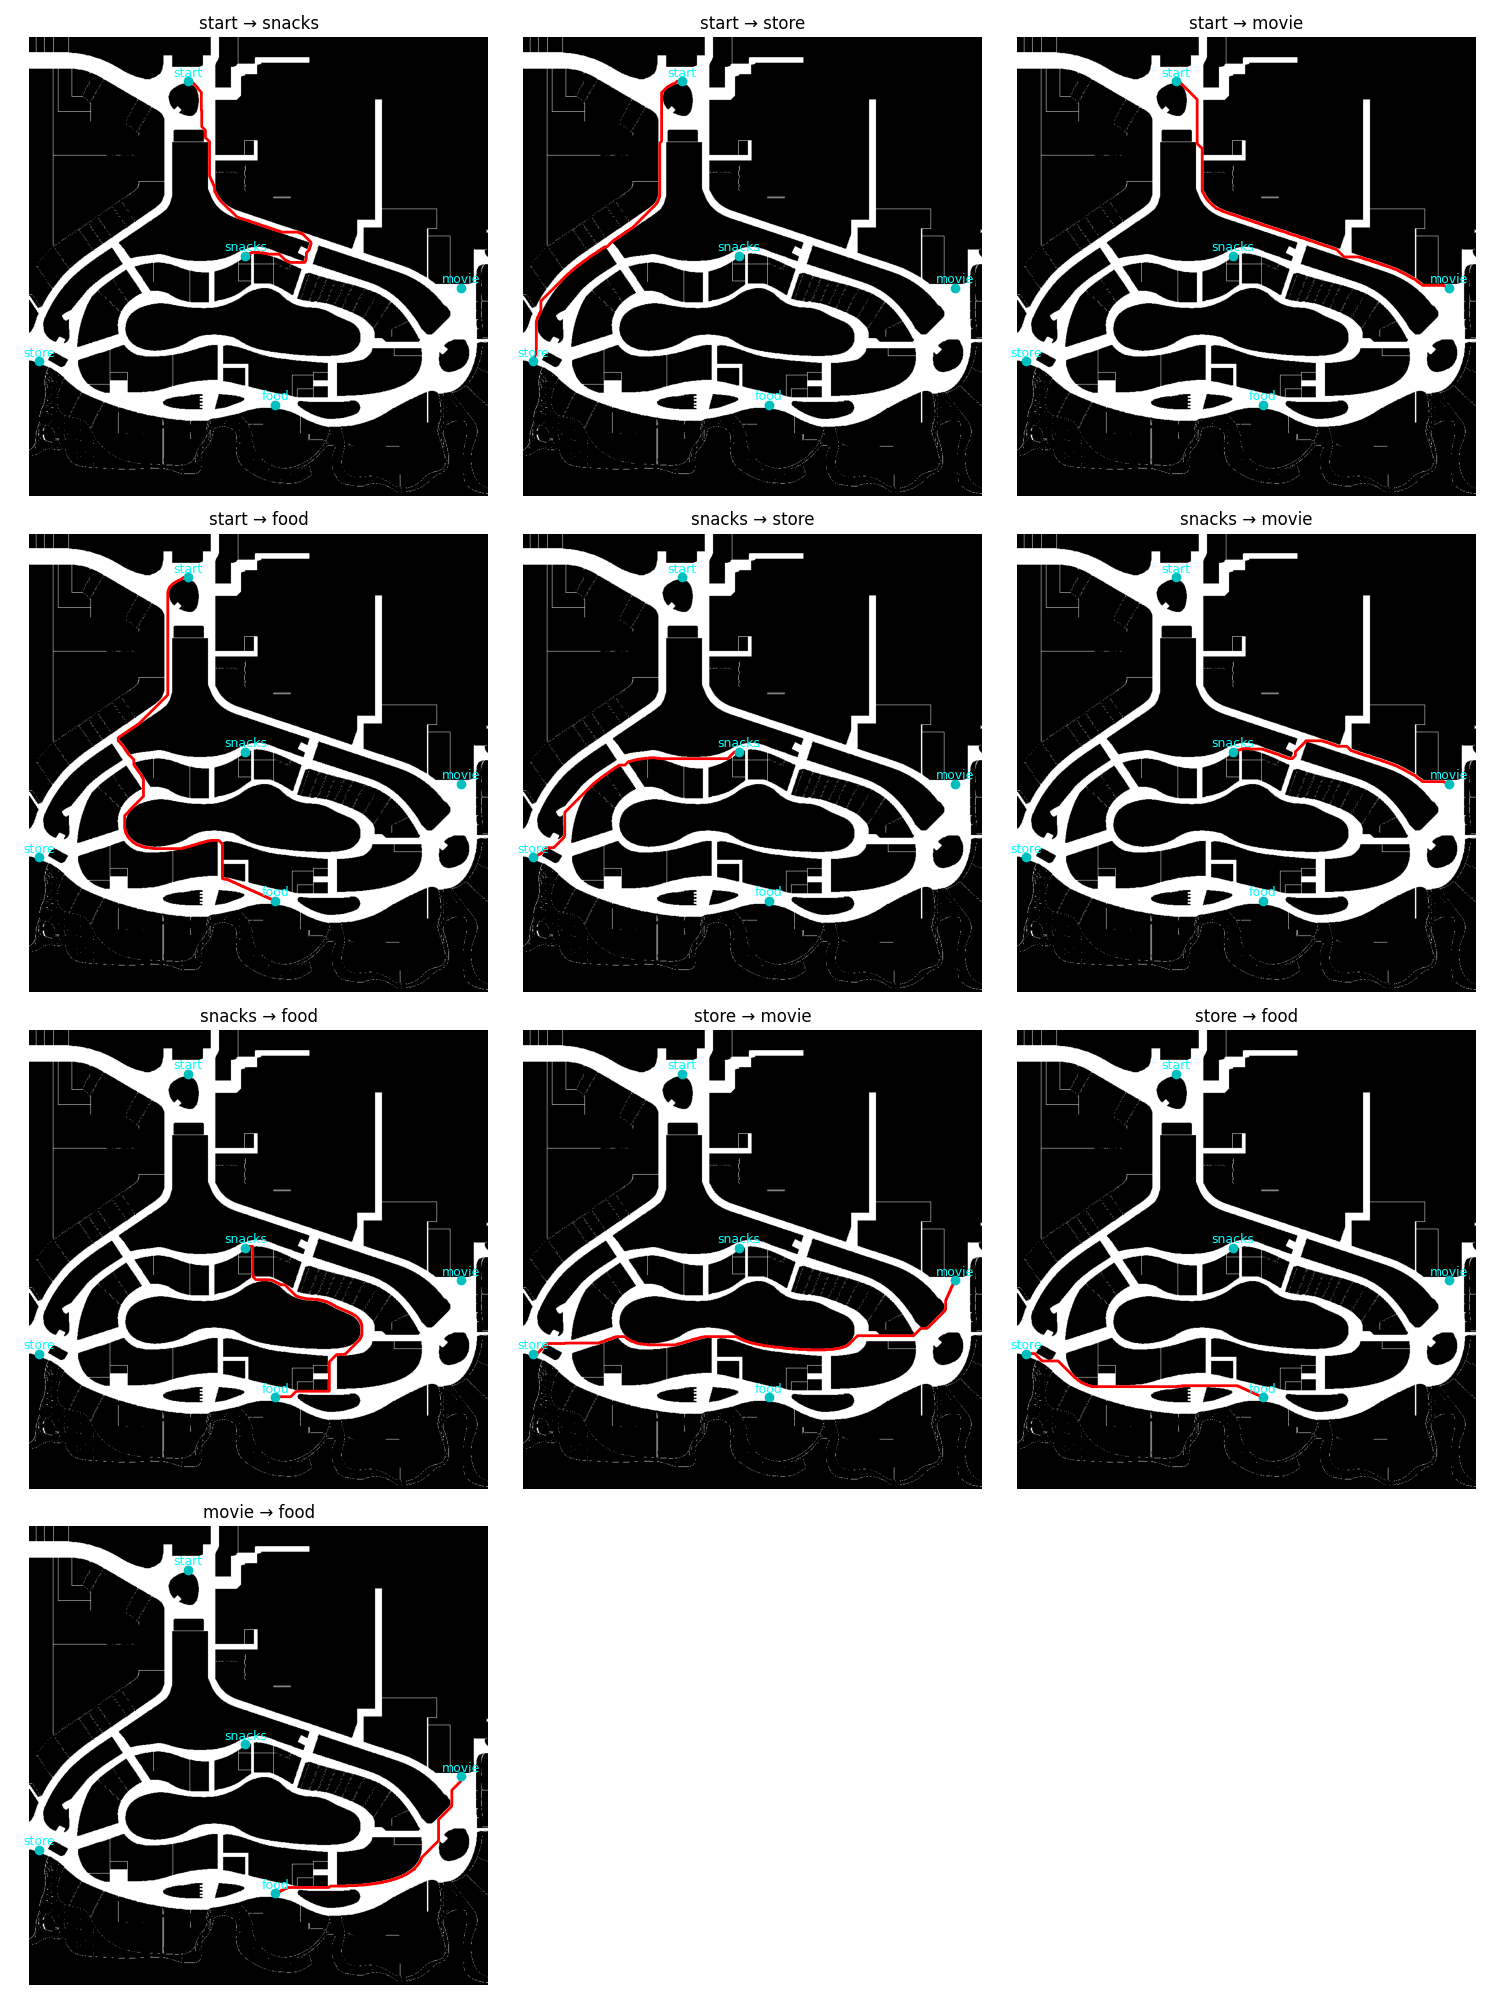 start → snacks
start
snacks
movie
store
food
start → store
start
snacks
movie
store
food
start → movie
start
snacks
movie
store
food
start → food
start
snacks
movie
store
food
snacks → store
start
snacks
movie
store
food
snacks → movie
start
snacks
movie
store
food
snacks → food
start
snacks
movie
store
food
store → movie
start
snacks
movie
store
food
store → food
start
snacks
movie
store
food
movie → food
start
snacks
movie
store
food